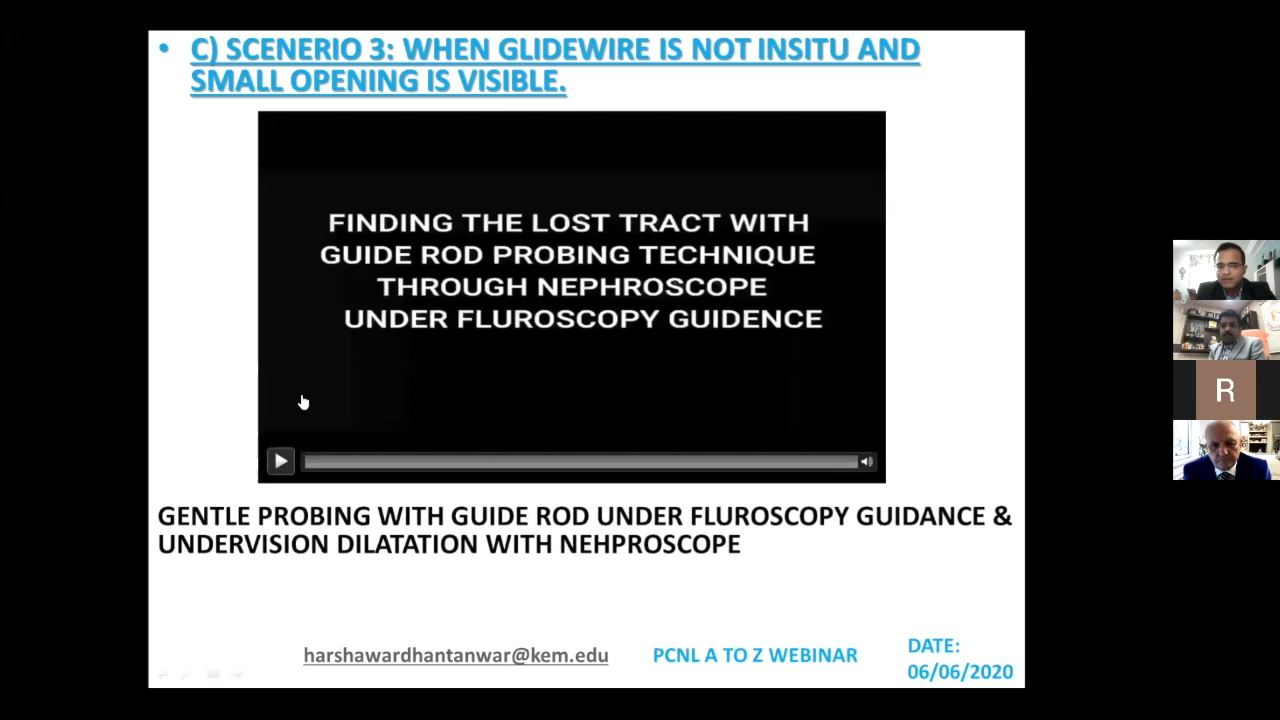 • C) SCENERIO 3: WHEN GLIDEWIRE IS NOT INSITU AND
SMALL OPENING IS VISIBLE.
FINDING THE LOST TRACT WITH
GUIDE ROD PROBING TECHNIQUE
THROUGH NEPHROSCOPE
UNDER FLUROSCOPY GUIDENCE
GENTLE PROBING WITH GUIDE ROD UNDER FLUROSCOPY GUIDANCE &
UNDERVISION DILATATION WITH NEHPROSCOPE
harshawardhantanwar@kem.edu
PCNL A TO Z WEBINAR
DATE:
06/06/2020
R